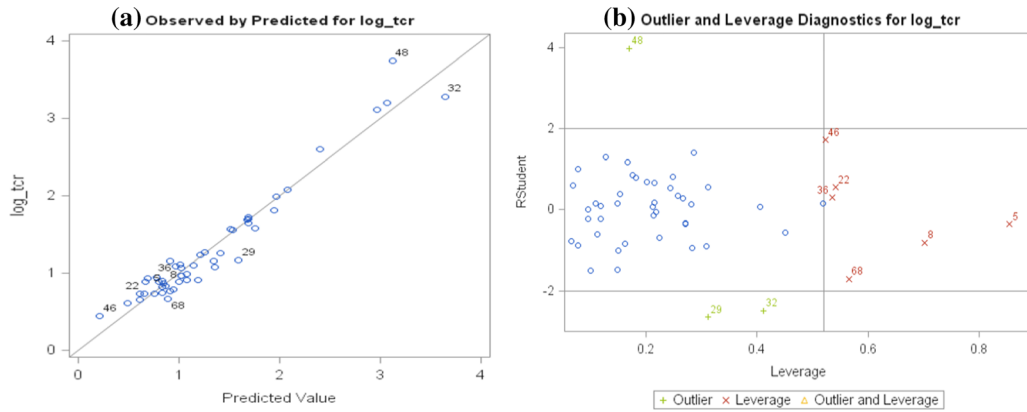 (a)
Observed by Predicted for log_tcr
log_tcr
4
3
2
1
0
48
32
29
36
5
8
22
68
46
0 1 2 3 4
Predicted Value
(b)
Outlier and Leverage Diagnostics for log_tcr
RStudent
4
2
0
-2
48
46
22
36
5
8
68
32
29
0.2 0.4 0.6 0.8
Leverage
+ Outlier × Leverage △ Outlier and Leverage